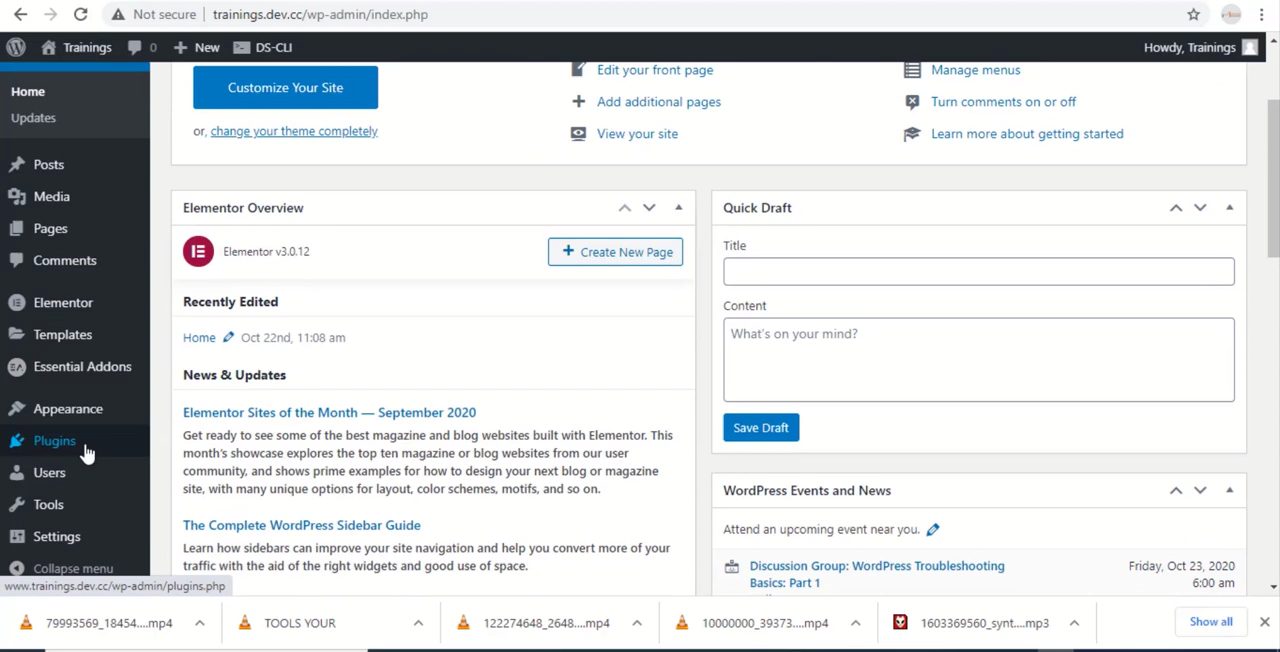 Not secure
trainings.dev.cc/wp-admin/index.php
Trainings
0
New
DS-CLI
Howdy, Trainings
Home
Updates
Posts
Media
Pages
Comments
Elementor
Templates
Essential Addons
Appearance
Plugins
Users
Tools
Settings
Collapse menu
www.trainings.dev.cc/wp-admin/plugins.php
Customize Your Site
or, change your theme completely
Edit your front page
Add additional pages
View your site
Manage menus
Turn comments on or off
Learn more about getting started
Elementor Overview
Elementor v3.0.12
Create New Page
Recently Edited
Home Oct 22nd, 11:08 am
News & Updates
Elementor Sites of the Month — September 2020
Get ready to see some of the best magazine and blog websites built with Elementor. This
month's showcase explores the top ten magazine or blog websites from our user
community, and shows prime examples for how to design your next blog or magazine
site, with many unique options for layout, color schemes, motifs, and so on.
The Complete WordPress Sidebar Guide
Learn how sidebars can improve your site navigation and help you convert more of your
traffic with the aid of the right widgets and good use of space.
Quick Draft
Title
Content
What's on your mind?
Save Draft
WordPress Events and News
Attend an upcoming event near you.
Discussion Group: WordPress Troubleshooting
Basics: Part 1
Friday, Oct 23, 2020
6:00 am
79993569_18454....mp4
TOOLS YOUR
122274648_2648....mp4
10000000_39373....mp4
1603369560_synt....mp3
Show all